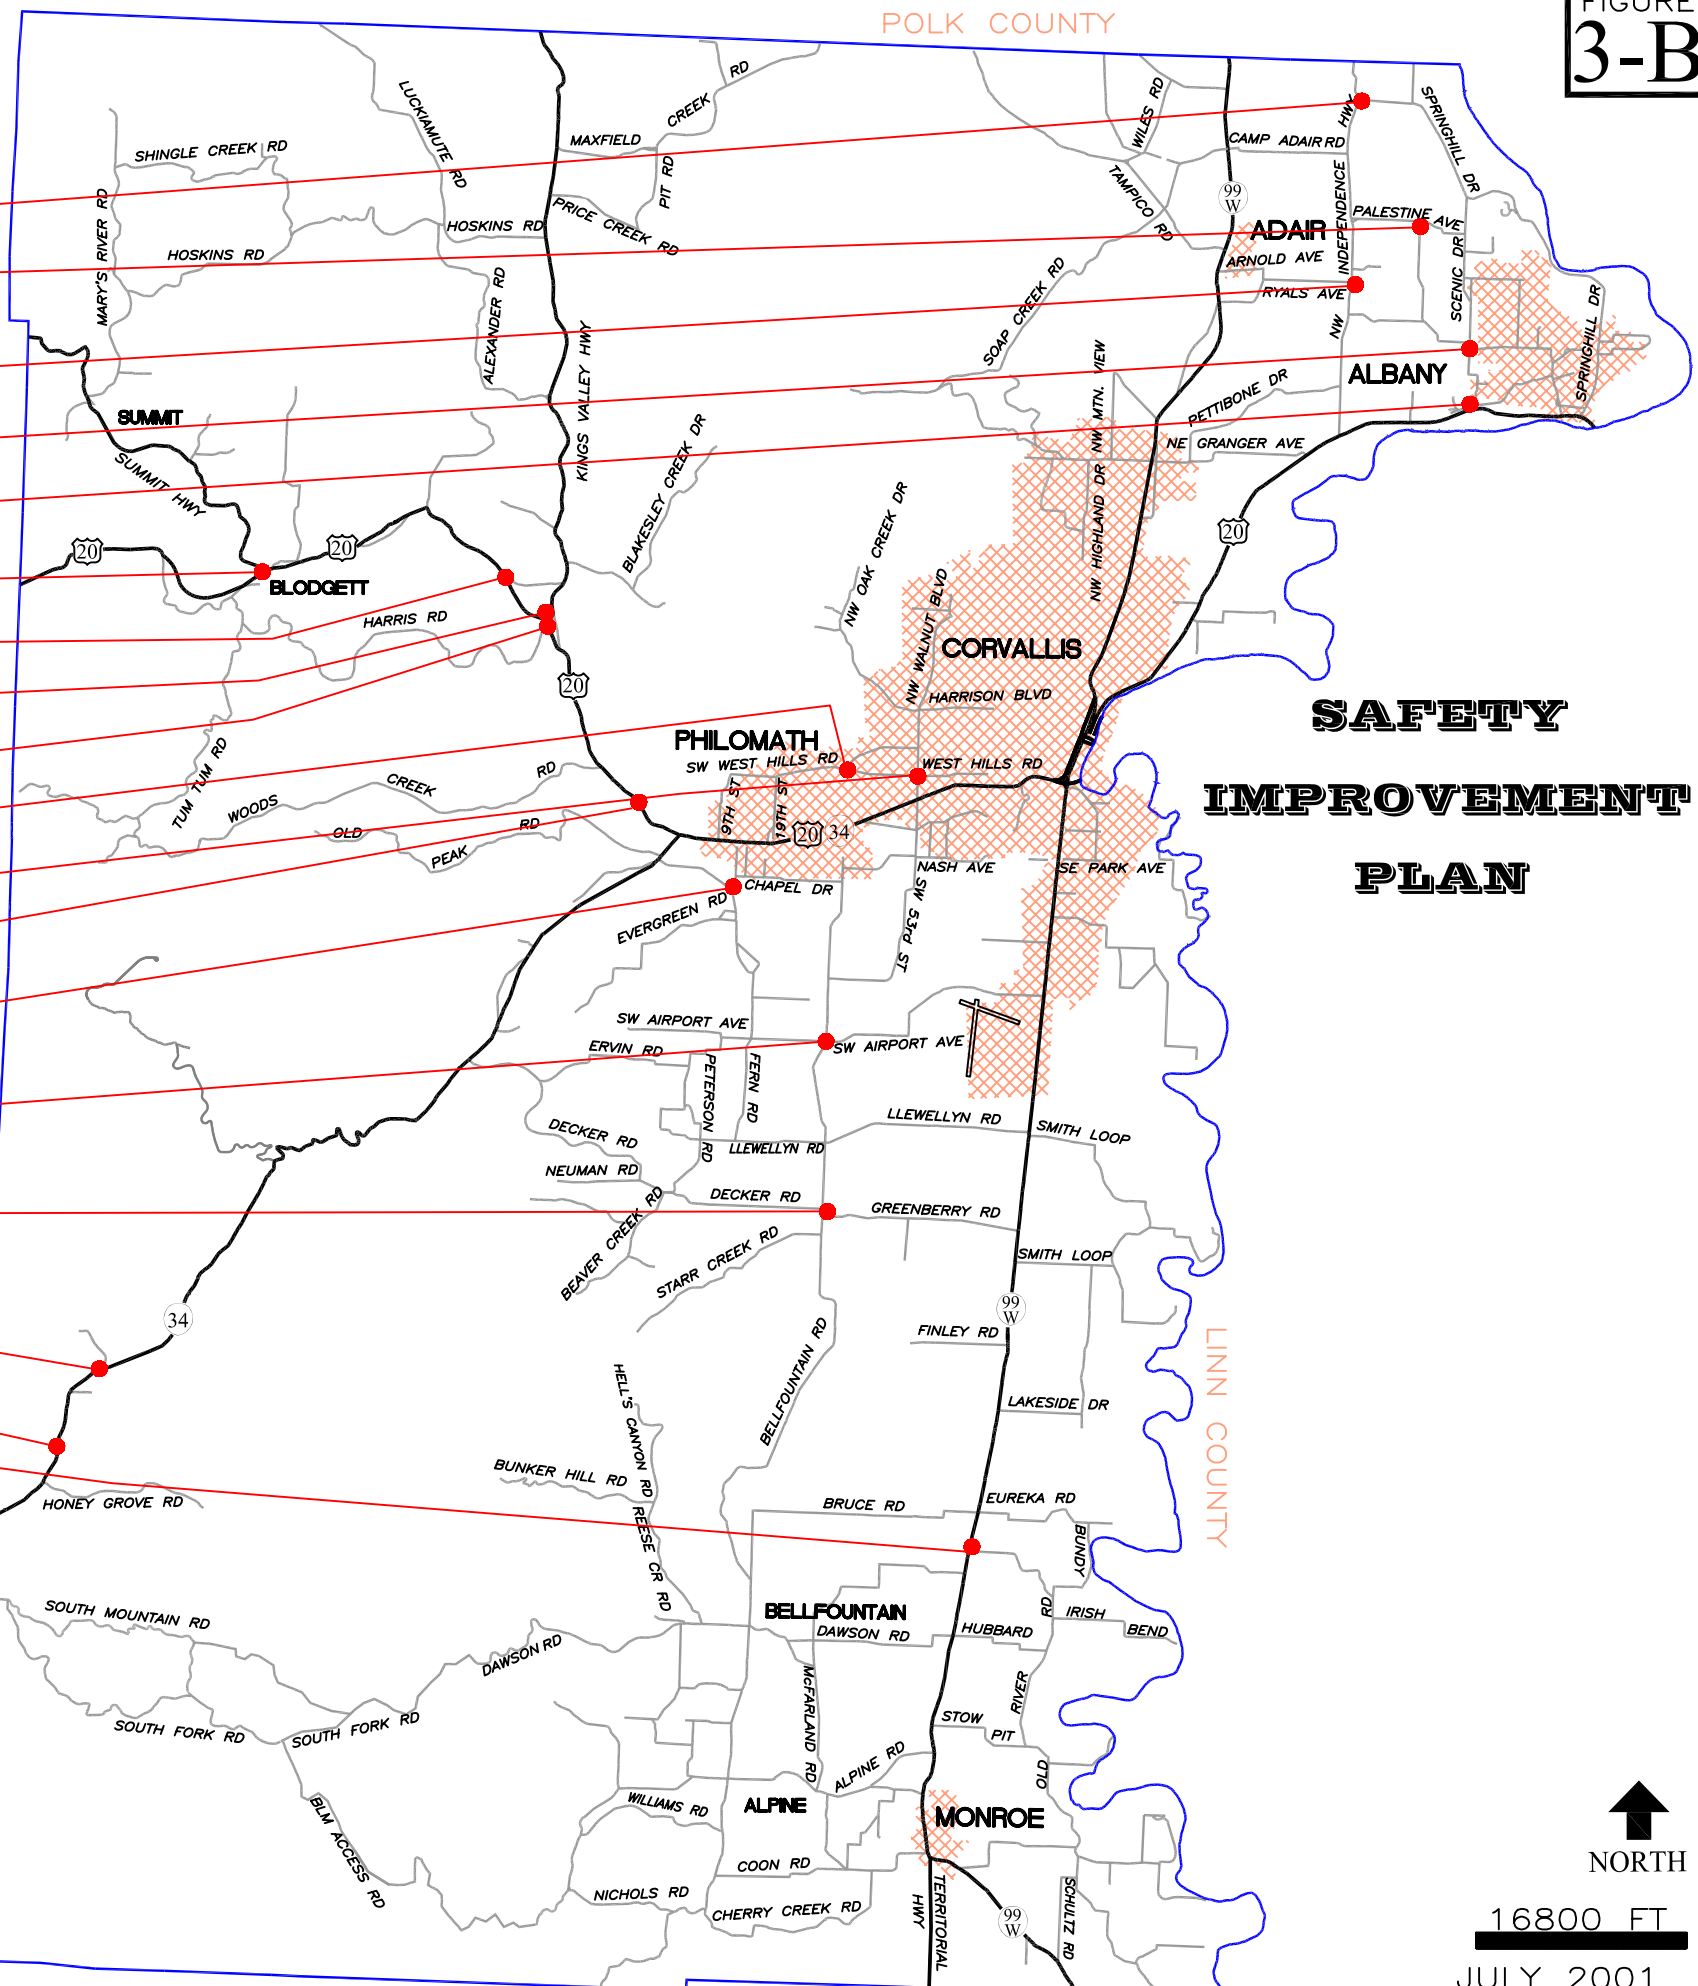 POLK COUNTY
FIGURE
3-B
LUCKIAMUTE RD
MAXFIELD
CREEK
RD
PIT RD
SHINGLE CREEK RD
MARY'S RIVER RD
HOSKINS RD
HOSKINS RD
PRICE CREEK RD
ALEXANDER RD
KINGS VALLEY HWY
WILES RD
TAMPICO RD
CAMP ADAIR RD
HWY
INDEPENDENCE
NW
SPRINGHILL DR
99
W
ADAIR
PALESTINE AVE
ARNOLD AVE
RYALS AVE
SCENIC DR
SPRINGHILL DR
SOAP CREEK RD
NW MTN. VIEW
NW HIGHLAND DR
PETTIBONE DR
ALBANY
NE GRANGER AVE
SUMMIT
SUMMIT HWY
20
20
BLODGETT
BLAKESLEY CREEK DR
NW OAK CREEK DR
NW WALNUT BLVD
20
HARRIS RD
CORVALLIS
20
HARRISON BLVD
SAFETY
IMPROVEMENT
PLAN
TUM TUM RD
WOODS
CREEK
RD
OLD
PEAK
RD
PHILOMATH
SW WEST HILLS RD
WEST HILLS RD
9TH ST
19TH ST
20
34
NASH AVE
SE PARK AVE
CHAPEL DR
EVERGREEN RD
SW 53rd ST
SW AIRPORT AVE
SW AIRPORT AVE
ERVIN RD
PETERSON RD
FERN RD
LLEWELLYN RD
SMITH LOOP
DECKER RD
LLEWELLYN RD
NEUMAN RD
DECKER RD
GREENBERRY RD
BEAVER CREEK RD
STARR CREEK RD
SMITH LOOP
34
99
W
FINLEY RD
BELLFOUNTAIN RD
LINN COUNTY
LAKESIDE DR
HELL'S CANYON RD
BUNKER HILL RD
HONEY GROVE RD
REESE CR RD
BRUCE RD
EUREKA RD
BUNDY
SOUTH MOUNTAIN RD
BELLFOUNTAIN
RD
IRISH
BEND
DAWSON RD
HUBBARD
DAWSON RD
McFARLAND RD
RIVER
STOW
PIT
SOUTH FORK RD
SOUTH FORK RD
ALPINE RD
OLD
BLM ACCESS RD
WILLIAMS RD
ALPINE
MONROE
COON RD
NICHOLS RD
CHERRY CREEK RD
TERRITORIAL
HWY
99
W
SCHULTZ RD
NORTH
16800 FT
JULY 2001